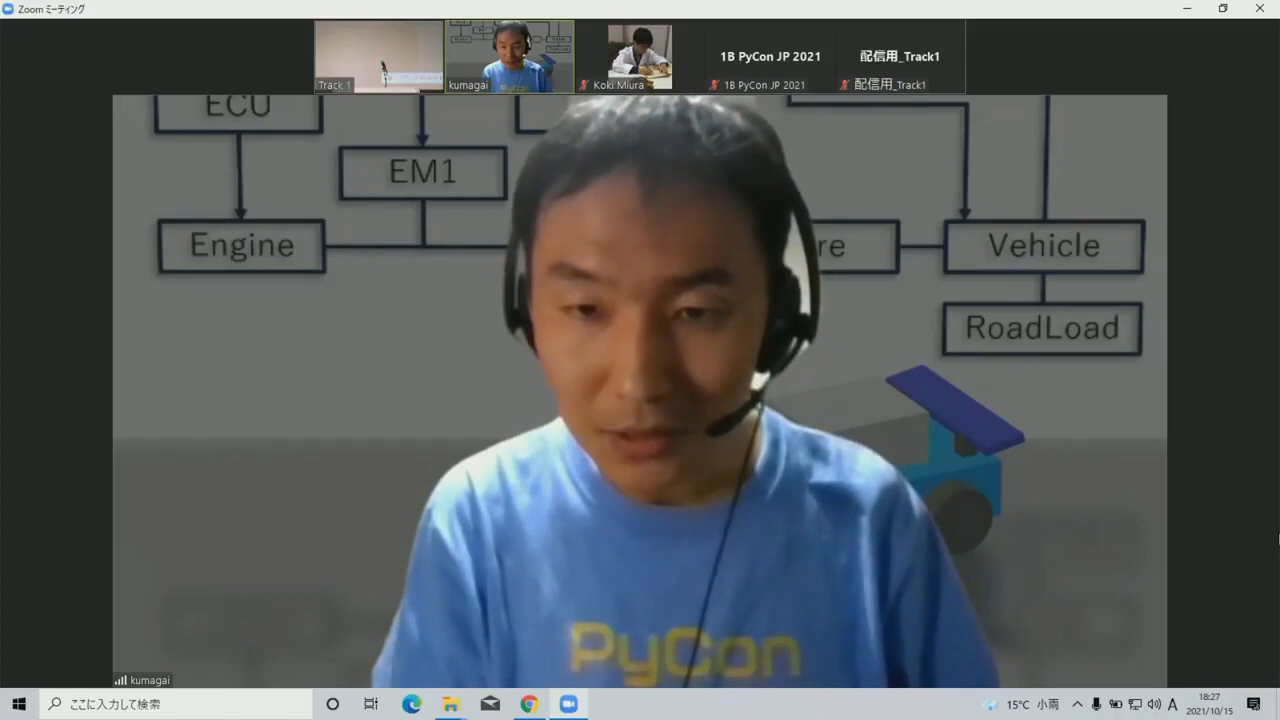 Zoom ミーティング
Track 1
kumagai
Koki Miura
1B PyCon JP 2021
1B PyCon JP 2021
配信用_Track1
配信用_Track1
ECU
EM1
Engine
re
Vehicle
RoadLoad
PyCon
kumagai
ここに入力して検索
15°C 小雨
A
18:27
2021/10/15